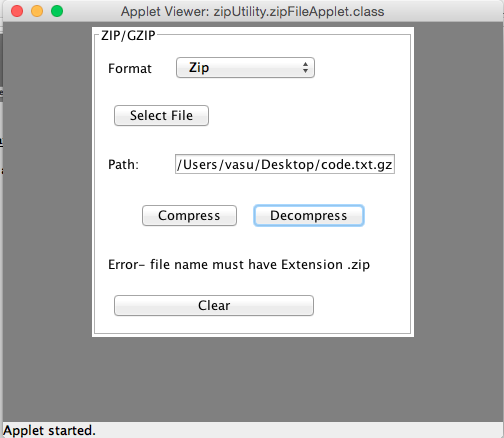 Applet Viewer: zipUtility.zipFileApplet.class
ZIP/GZIP
Format Zip
Select File
Path: /Users/vasu/Desktop/code.txt.gz
Compress Decompress
Error- file name must have Extension .zip
Clear
Applet started.